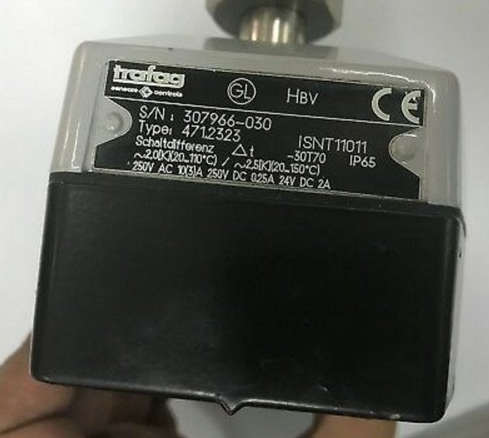 trafag GL HBV CE
sensors controls
S/N: 307966-030
Type: 471.2323 ISNT11011
Schaltdifferenz Δt -30T70 IP65
~2.0[K](20...110°C) / ~2.5[K](20...150°C)
250V AC 10(3)A 250V DC 0.25A 24V DC 2A